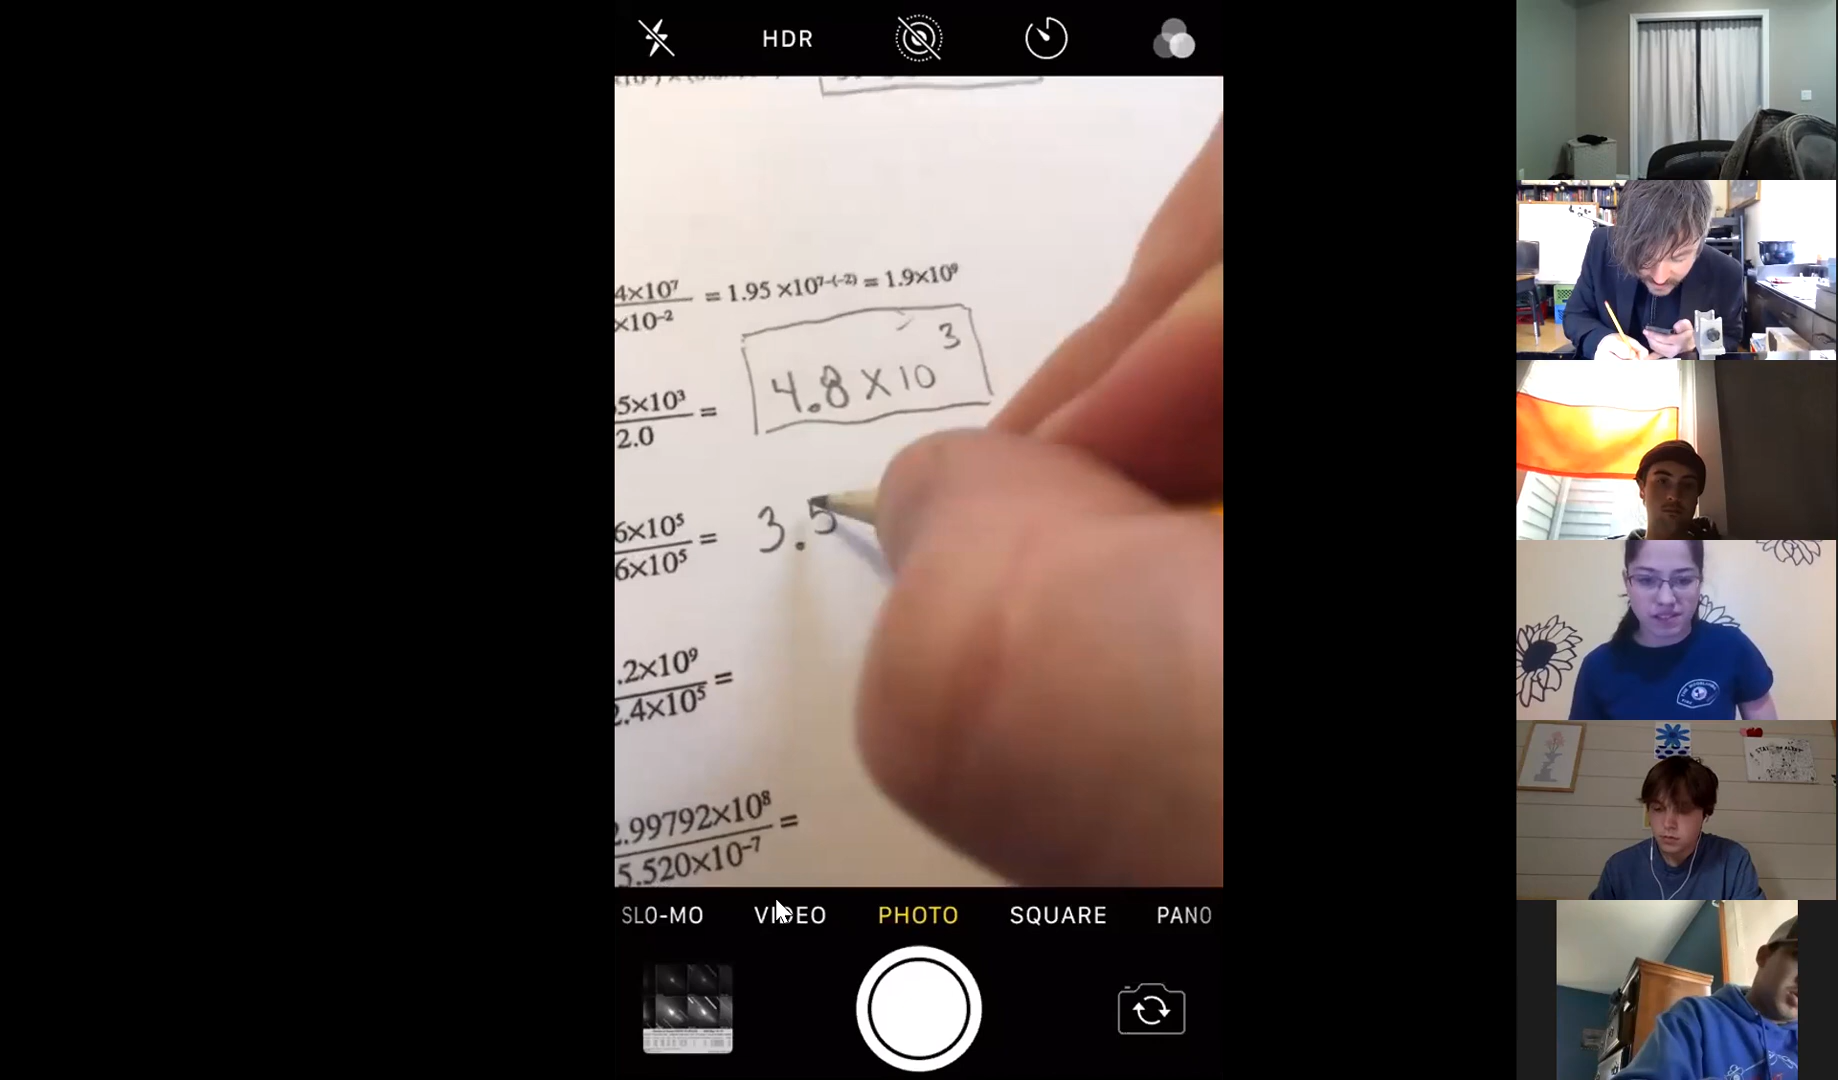 HDR
4×10⁷
×10⁻² = 1.95 ×10⁷⁻⁽⁻²⁾ = 1.9×10⁹
5×10³
2.0 =
4.8 X 10³
6×10⁵
6×10⁵ =
3.5
.2×10⁹
2.4×10⁵ =
2.99792×10⁸
5.520×10⁻⁷ =
SLO-MO VIDEO PHOTO SQUARE PANO